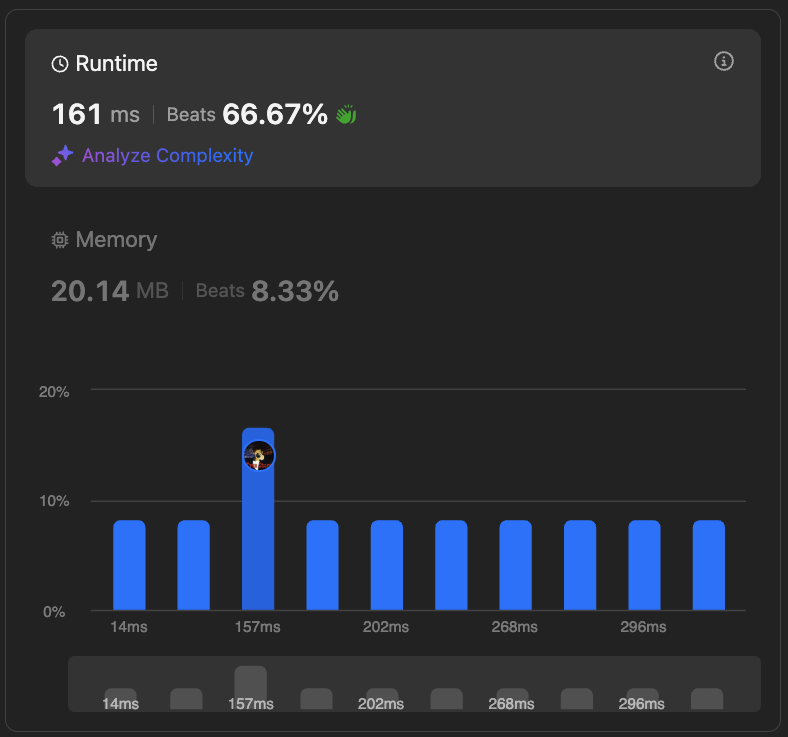 Runtime
161 ms Beats 66.67%
Analyze Complexity
Memory
20.14 MB Beats 8.33%
20%
10%
0%
14ms 157ms 202ms 268ms 296ms
14ms 157ms 202ms 268ms 296ms